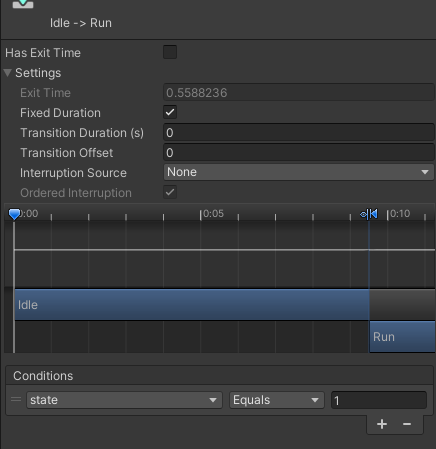 Idle -> Run
Has Exit Time
Settings
Exit Time 0.5588236
Fixed Duration
Transition Duration (s) 0
Transition Offset 0
Interruption Source None
Ordered Interruption
0:00 0:05 0:10
Idle
Run
Conditions
state Equals 1
+ −